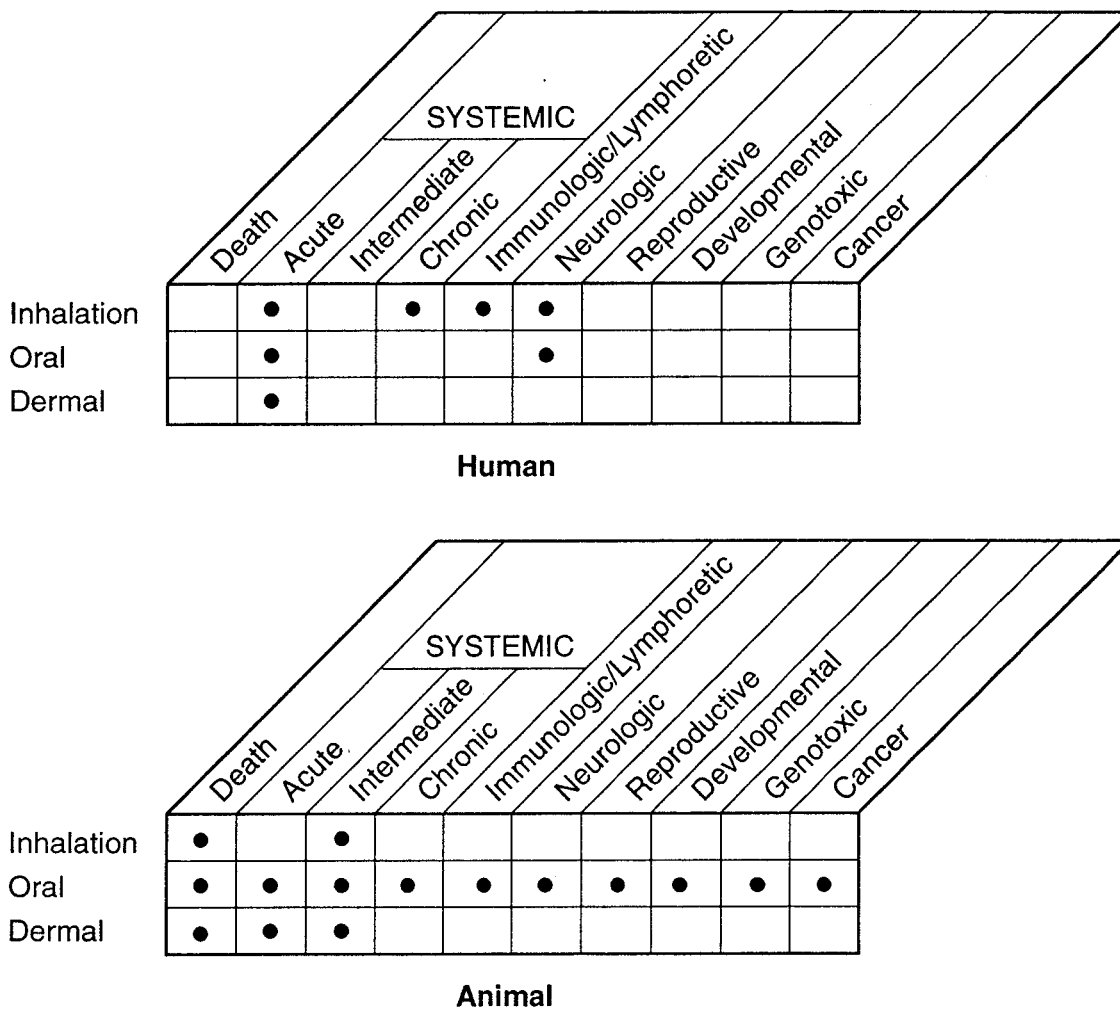 SYSTEMIC
Death
Acute
Intermediate
Chronic
Immunologic/Lymphoretic
Neurologic
Reproductive
Developmental
Genotoxic
Cancer
Inhalation
Oral
Dermal
Human
SYSTEMIC
Death
Acute
Intermediate
Chronic
Immunologic/Lymphoretic
Neurologic
Reproductive
Developmental
Genotoxic
Cancer
Inhalation
Oral
Dermal
Animal